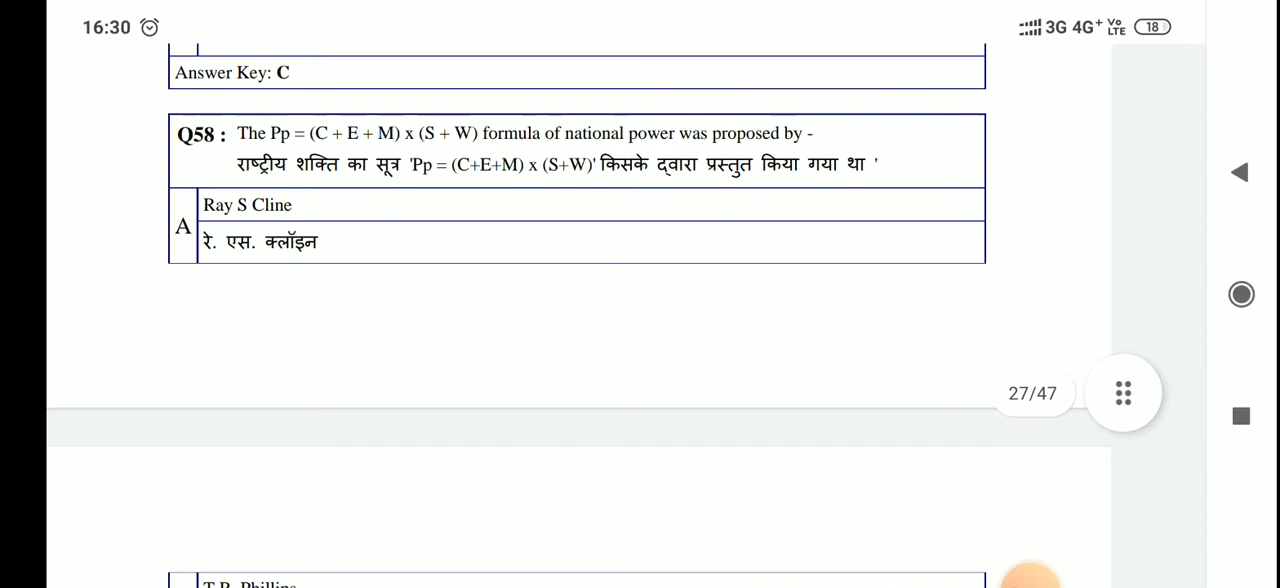 16:30
3G 4G+ Vo LTE 18
Answer Key: C
Q58 : The Pp = (C + E + M) x (S + W) formula of national power was proposed by -
राष्ट्रीय शक्ति का सूत्र 'Pp = (C+E+M) x (S+W)' किसके द्वारा प्रस्तुत किया गया था '
A
Ray S Cline
रे. एस. क्लॉइन
27/47